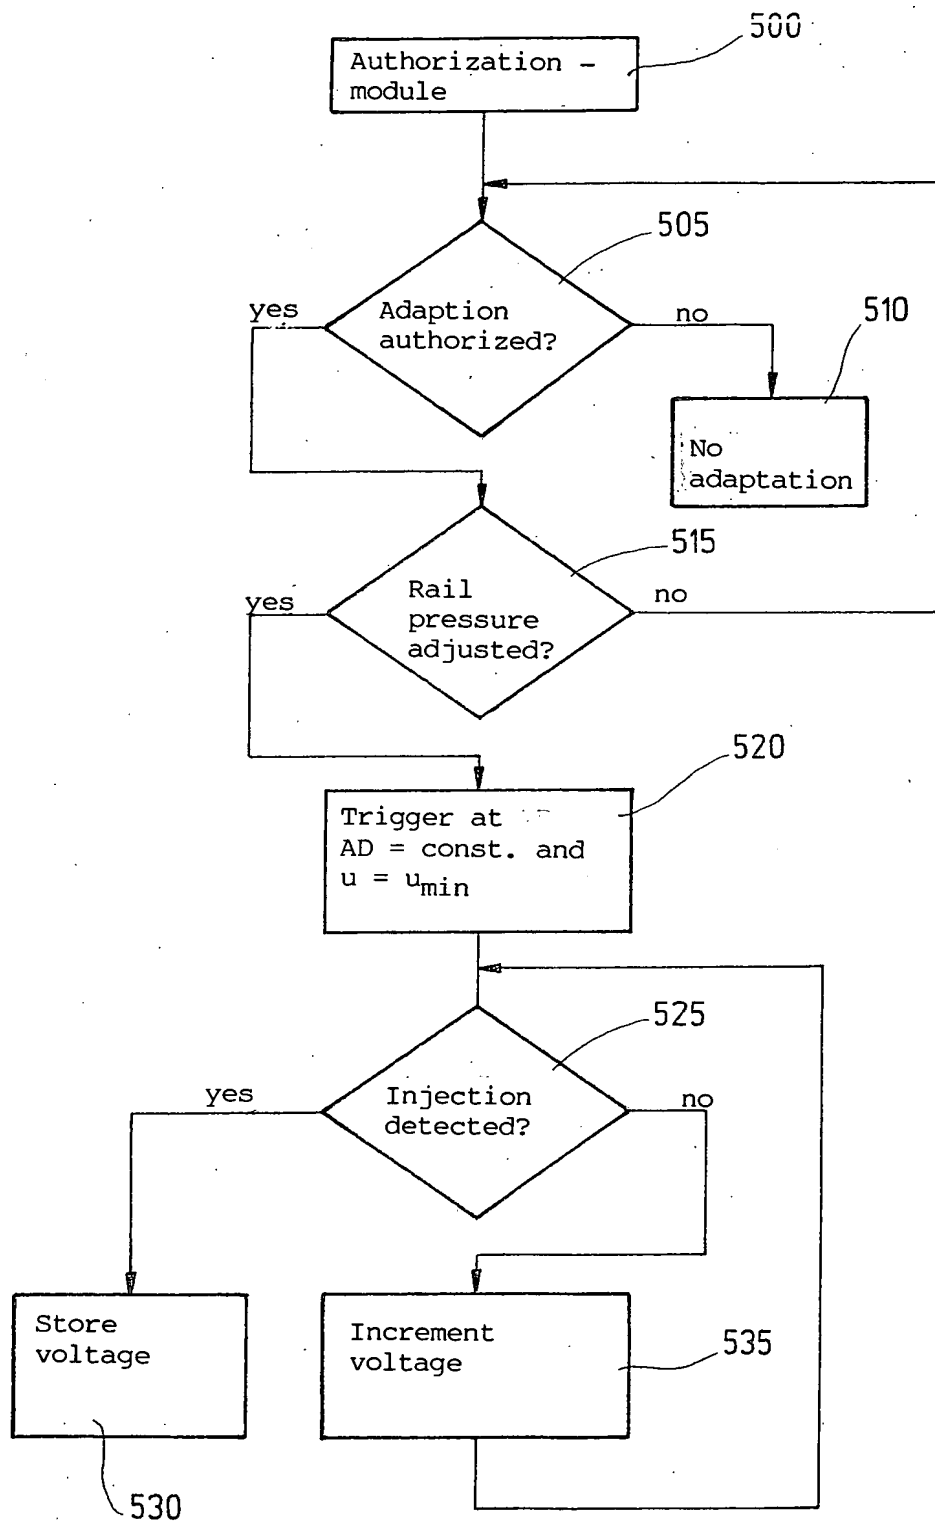 500
Authorization -
module
505
yes
Adaption
authorized?
no
510
No
adaptation
515
yes
Rail
pressure
adjusted?
no
520
Trigger at
AD = const. and
u = umin
525
yes
Injection
detected?
no
Store
voltage
Increment
voltage
535
530